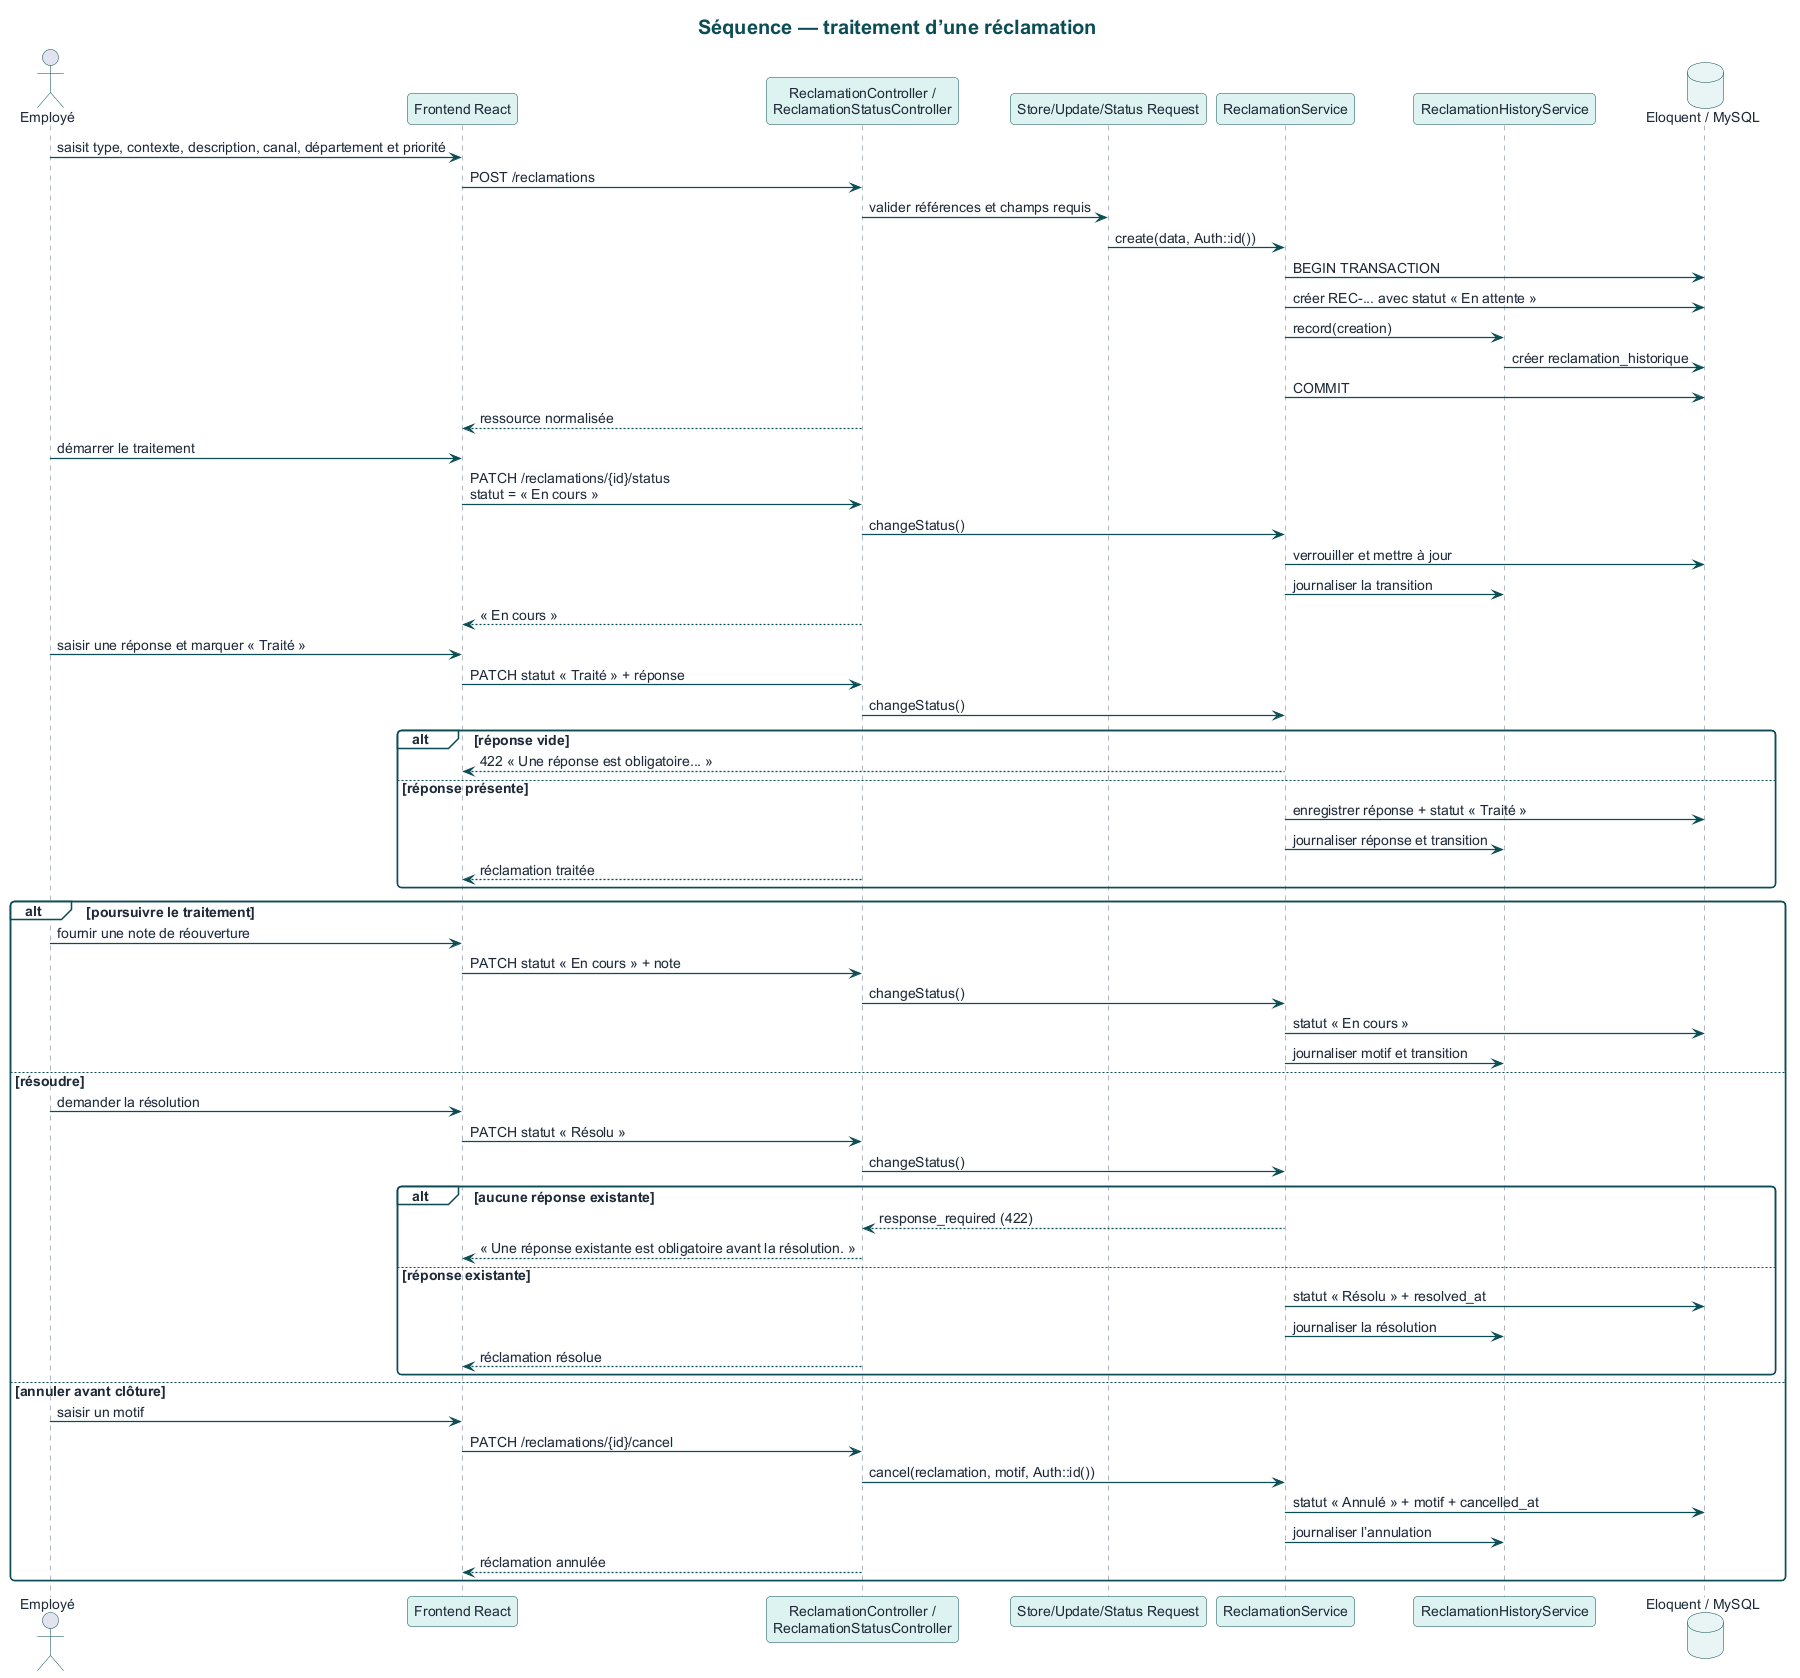 Séquence — traitement d’une réclamation
Employé
Frontend React
ReclamationController /
ReclamationStatusController
Store/Update/Status Request
ReclamationService
ReclamationHistoryService
Eloquent / MySQL
saisit type, contexte, description, canal, département et priorité
POST /reclamations
valider références et champs requis
create(data, Auth::id())
BEGIN TRANSACTION
créer REC-... avec statut « En attente »
record(creation)
créer reclamation_historique
COMMIT
ressource normalisée
démarrer le traitement
PATCH /reclamations/{id}/status
statut = « En cours »
changeStatus()
verrouiller et mettre à jour
journaliser la transition
« En cours »
saisir une réponse et marquer « Traité »
PATCH statut « Traité » + réponse
changeStatus()
alt [réponse vide]
422 « Une réponse est obligatoire... »
[réponse présente]
enregistrer réponse + statut « Traité »
journaliser réponse et transition
réclamation traitée
alt [poursuivre le traitement]
fournir une note de réouverture
PATCH statut « En cours » + note
changeStatus()
statut « En cours »
journaliser motif et transition
[résoudre]
demander la résolution
PATCH statut « Résolu »
changeStatus()
alt [aucune réponse existante]
response_required (422)
« Une réponse existante est obligatoire avant la résolution. »
[réponse existante]
statut « Résolu » + resolved_at
journaliser la résolution
réclamation résolue
[annuler avant clôture]
saisir un motif
PATCH /reclamations/{id}/cancel
cancel(reclamation, motif, Auth::id())
statut « Annulé » + motif + cancelled_at
journaliser l’annulation
réclamation annulée
Employé
Frontend React
ReclamationController /
ReclamationStatusController
Store/Update/Status Request
ReclamationService
ReclamationHistoryService
Eloquent / MySQL